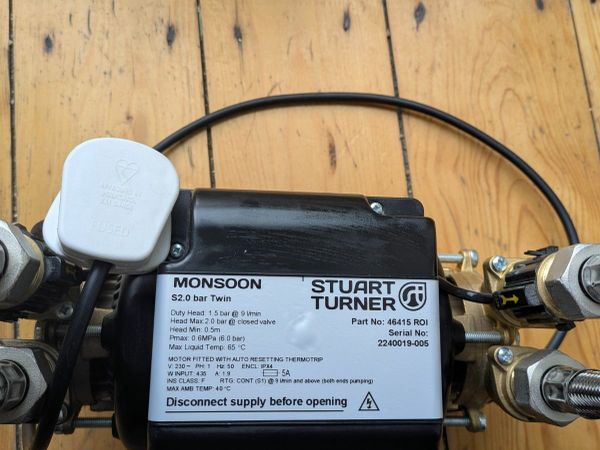 FUSED
MONSOON
S2.0 bar Twin
Duty Head: 1.5 bar @ 9 l/min
Head Max: 2.0 bar @ closed valve
Head Min: 0.5m
Pmax: 0.6MPa (6.0 bar)
Max Liquid Temp: 65 °C
STUART
TURNER
st
Part No: 46415 ROI
Serial No:
2240019-005
MOTOR FITTED WITH AUTO RESETTING THERMOTRIP
V: 230 ~ PH: 1 Hz: 50 ENCL: IPX4
W INPUT: 435 A: 1.9 5A
INS CLASS: F RTG: CONT (S1) @ 9 l/min and above (both ends pumping)
MAX AMB TEMP: 40 °C
Disconnect supply before opening